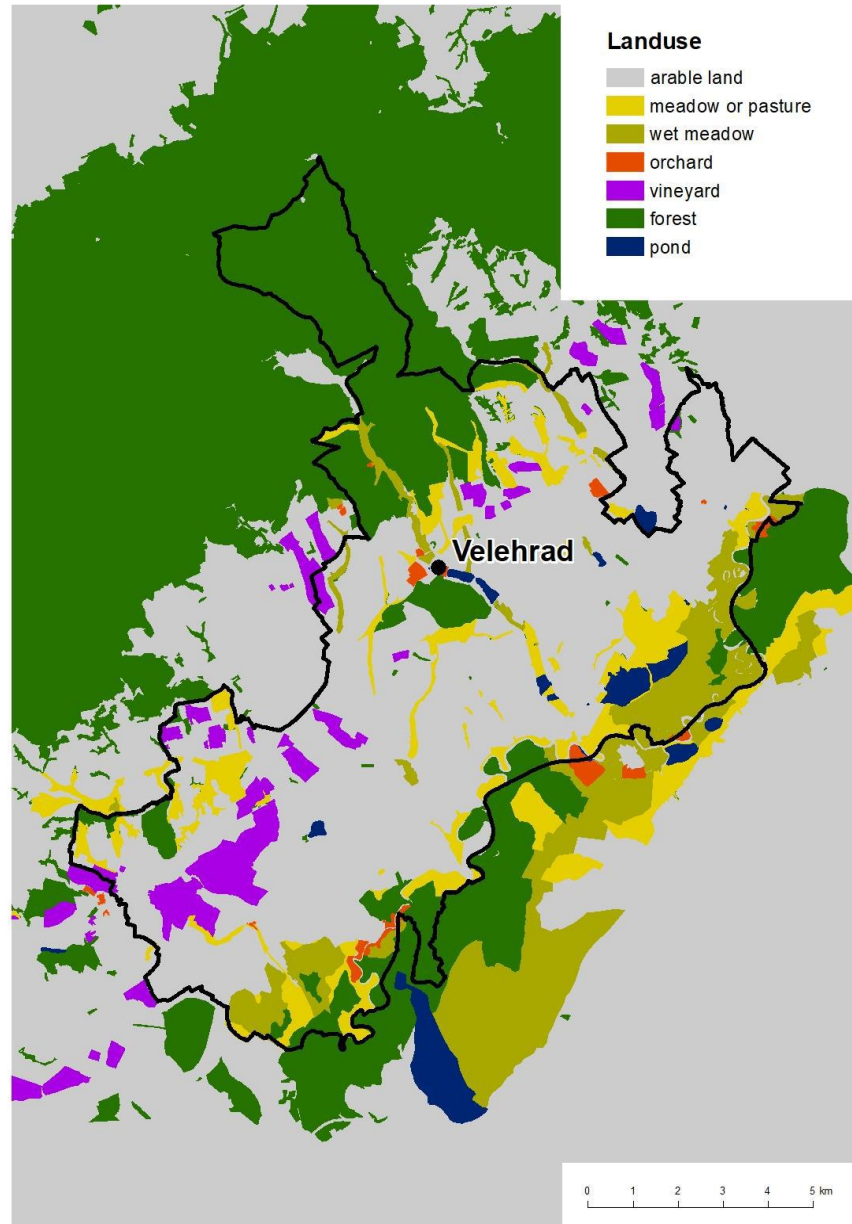 Landuse
arable land
meadow or pasture
wet meadow
orchard
vineyard
forest
pond
Velehrad
0 1 2 3 4 5 km